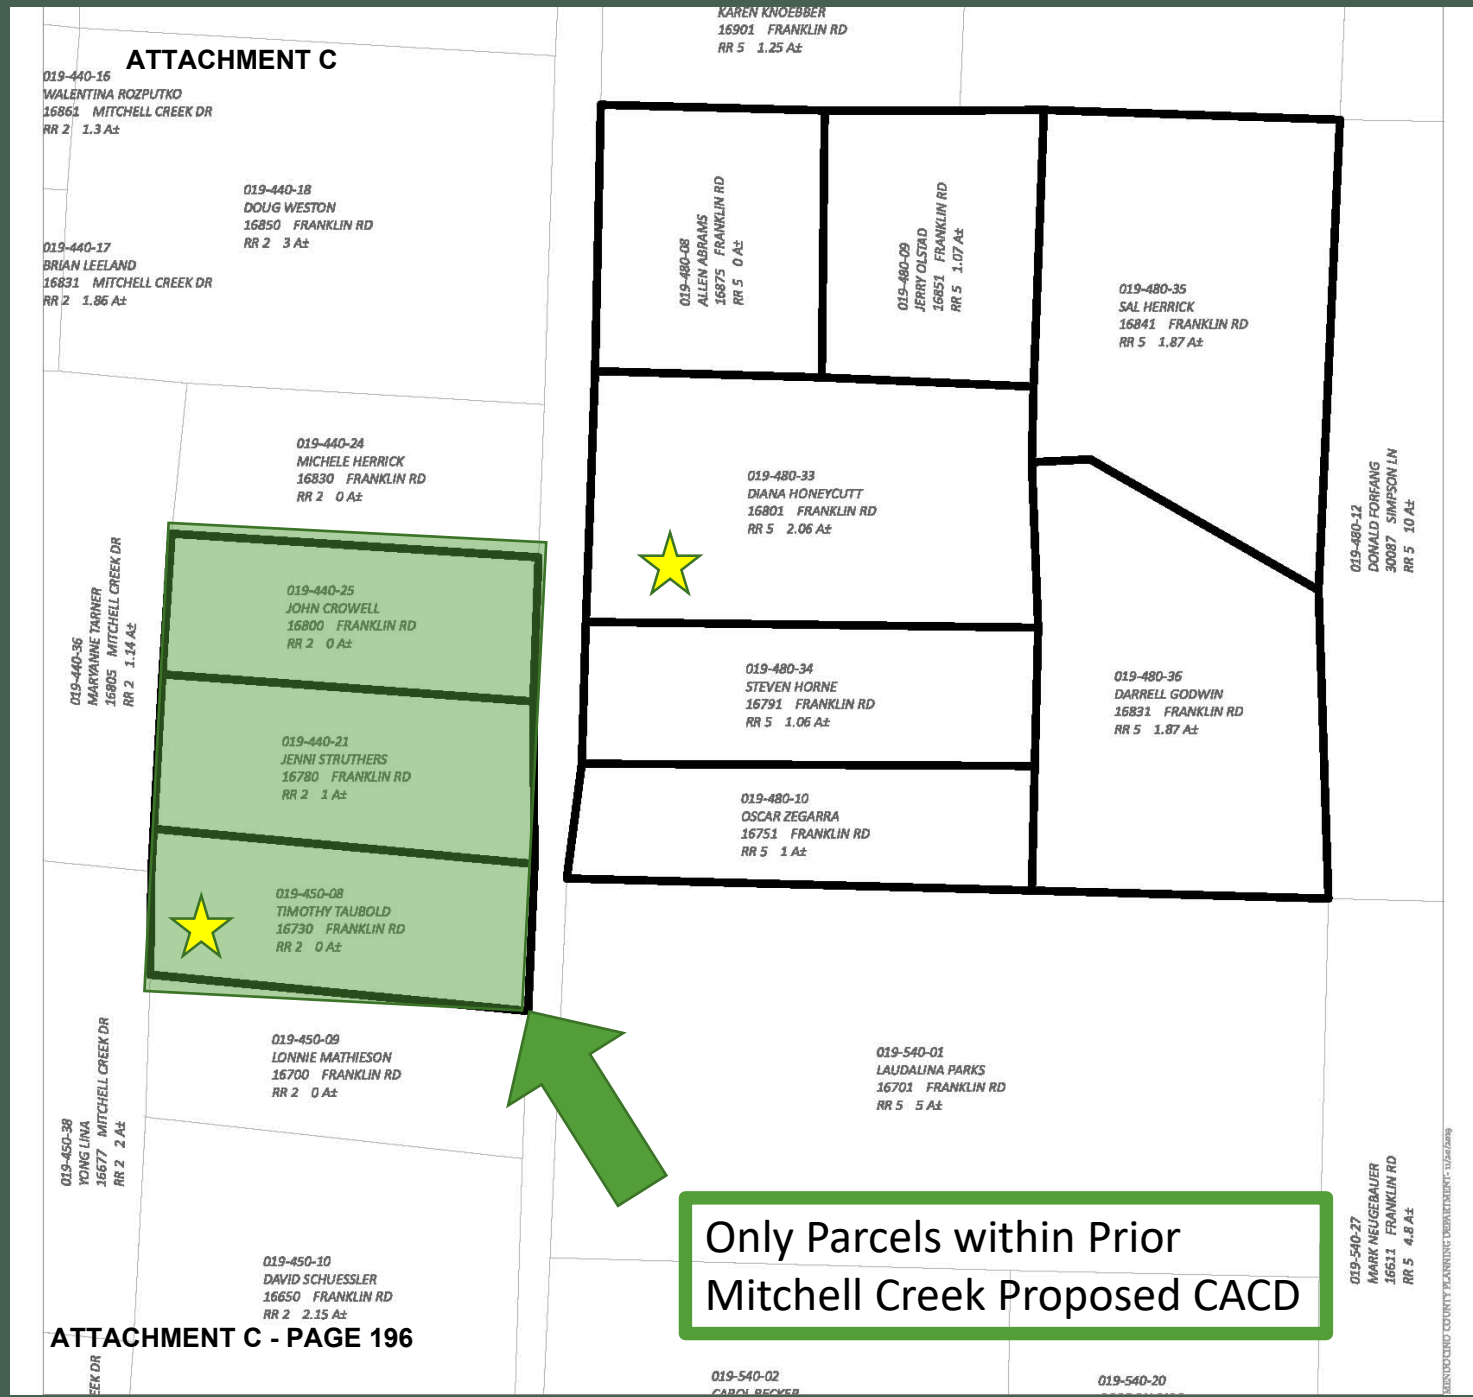 KAREN KNOEBBER
16901 FRANKLIN RD
RR 5 1.25 A±
ATTACHMENT C
019-440-16
WALENTINA ROZPUTKO
16861 MITCHELL CREEK DR
RR 2 1.3 A±
019-440-18
DOUG WESTON
16850 FRANKLIN RD
RR 2 3 A±
019-440-17
BRIAN LEELAND
16831 MITCHELL CREEK DR
RR 2 1.86 A±
019-480-08
ALLEN ABRAMS
16875 FRANKLIN RD
RR 5 0 A±
019-480-09
JERRY OLSTAD
16851 FRANKLIN RD
RR 5 1.07 A±
019-480-35
SAL HERRICK
16841 FRANKLIN RD
RR 5 1.87 A±
019-440-24
MICHELE HERRICK
16830 FRANKLIN RD
RR 2 0 A±
019-480-33
DIANA HONEYCUTT
16801 FRANKLIN RD
RR 5 2.06 A±
019-480-12
DONALD FORFANG
30087 SIMPSON LN
RR 5 10 A±
019-440-36
MARYANNE TARNER
16805 MITCHELL CREEK DR
RR 2 1.14 A±
019-440-25
JOHN CROWELL
16800 FRANKLIN RD
RR 2 0 A±
019-480-34
STEVEN HORNE
16791 FRANKLIN RD
RR 5 1.06 A±
019-480-36
DARRELL GODWIN
16831 FRANKLIN RD
RR 5 1.87 A±
019-440-21
JENNI STRUTHERS
16780 FRANKLIN RD
RR 2 1 A±
019-480-10
OSCAR ZEGARRA
16751 FRANKLIN RD
RR 5 1 A±
019-450-08
TIMOTHY TAUBOLD
16730 FRANKLIN RD
RR 2 0 A±
019-450-09
LONNIE MATHIESON
16700 FRANKLIN RD
RR 2 0 A±
019-540-01
LAUDALINA PARKS
16701 FRANKLIN RD
RR 5 5 A±
019-450-38
YONG LINA
16677 MITCHELL CREEK DR
RR 2 2 A±
019-540-27
MARK NEUGEBAUER
16611 FRANKLIN RD
RR 5 4.8 A±
MENDOCINO COUNTY PLANNING DEPARTMENT- 11/20/2019
Only Parcels within Prior
Mitchell Creek Proposed CACD
019-450-10
DAVID SCHUESSLER
16650 FRANKLIN RD
RR 2 2.15 A±
ATTACHMENT C - PAGE 196
EEK DR
019-540-02
CAROL BECKER
019-540-20